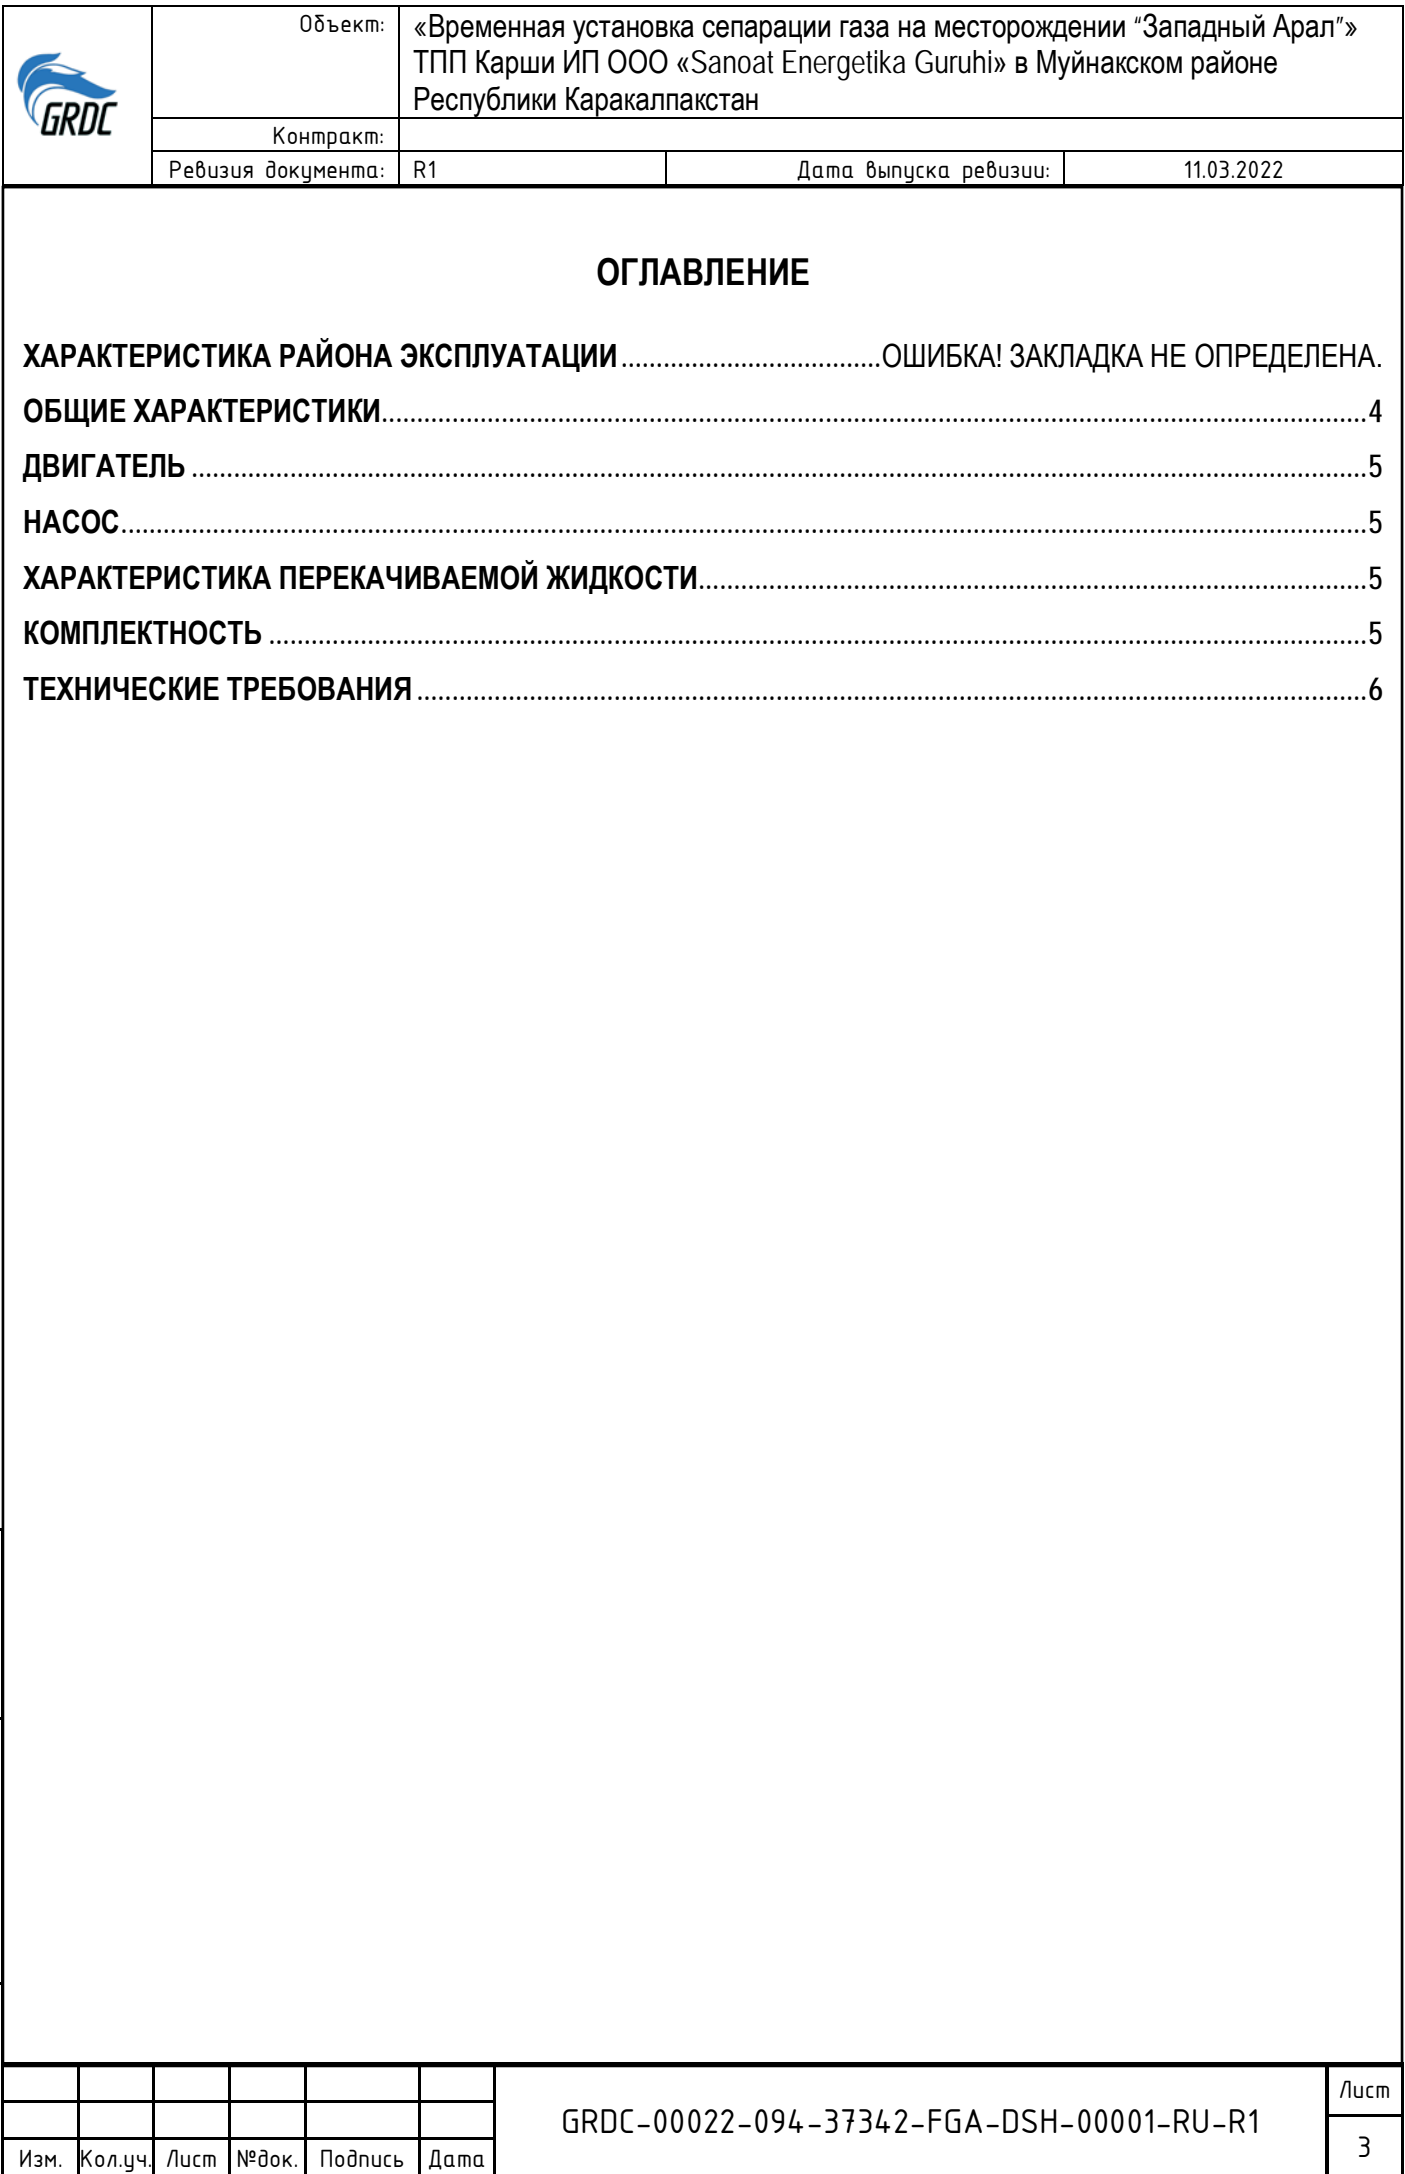 GRDC
Объект:
«Временная установка сепарации газа на месторождении “Западный Арал”»
ТПП Карши ИП ООО «Sanoat Energetika Guruhi» в Муйнакском районе
Республики Каракалпакстан
Контракт:
Ревизия документа: R1 Дата выпуска ревизии: 11.03.2022
ОГЛАВЛЕНИЕ
ХАРАКТЕРИСТИКА РАЙОНА ЭКСПЛУАТАЦИИ.....................................ОШИБКА! ЗАКЛАДКА НЕ ОПРЕДЕЛЕНА.
ОБЩИЕ ХАРАКТЕРИСТИКИ.....................................4
ДВИГАТЕЛЬ.....................................5
НАСОС.....................................5
ХАРАКТЕРИСТИКА ПЕРЕКАЧИВАЕМОЙ ЖИДКОСТИ.....................................5
КОМПЛЕКТНОСТЬ.....................................5
ТЕХНИЧЕСКИЕ ТРЕБОВАНИЯ.....................................6
Изм. Кол.уч. Лист №док. Подпись Дата
GRDC-00022-094-37342-FGA-DSH-00001-RU-R1
Лист
3